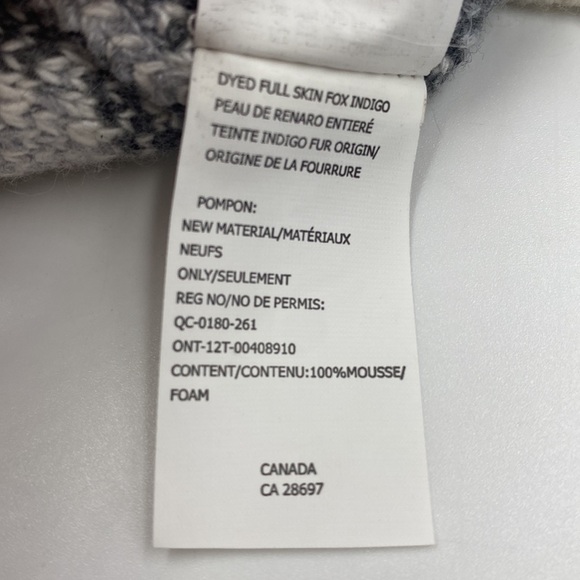 DYED FULL SKIN FOX INDIGO
PEAU DE RENARO ENTIERÉ
TEINTE INDIGO FUR ORIGIN/
ORIGINE DE LA FOURRURE
POMPON:
NEW MATERIAL/MATÉRIAUX
NEUFS
ONLY/SEULEMENT
REG NO/NO DE PERMIS:
QC-0180-261
ONT-12T-00408910
CONTENT/CONTENU:100%MOUSSE/
FOAM
CANADA
CA 28697